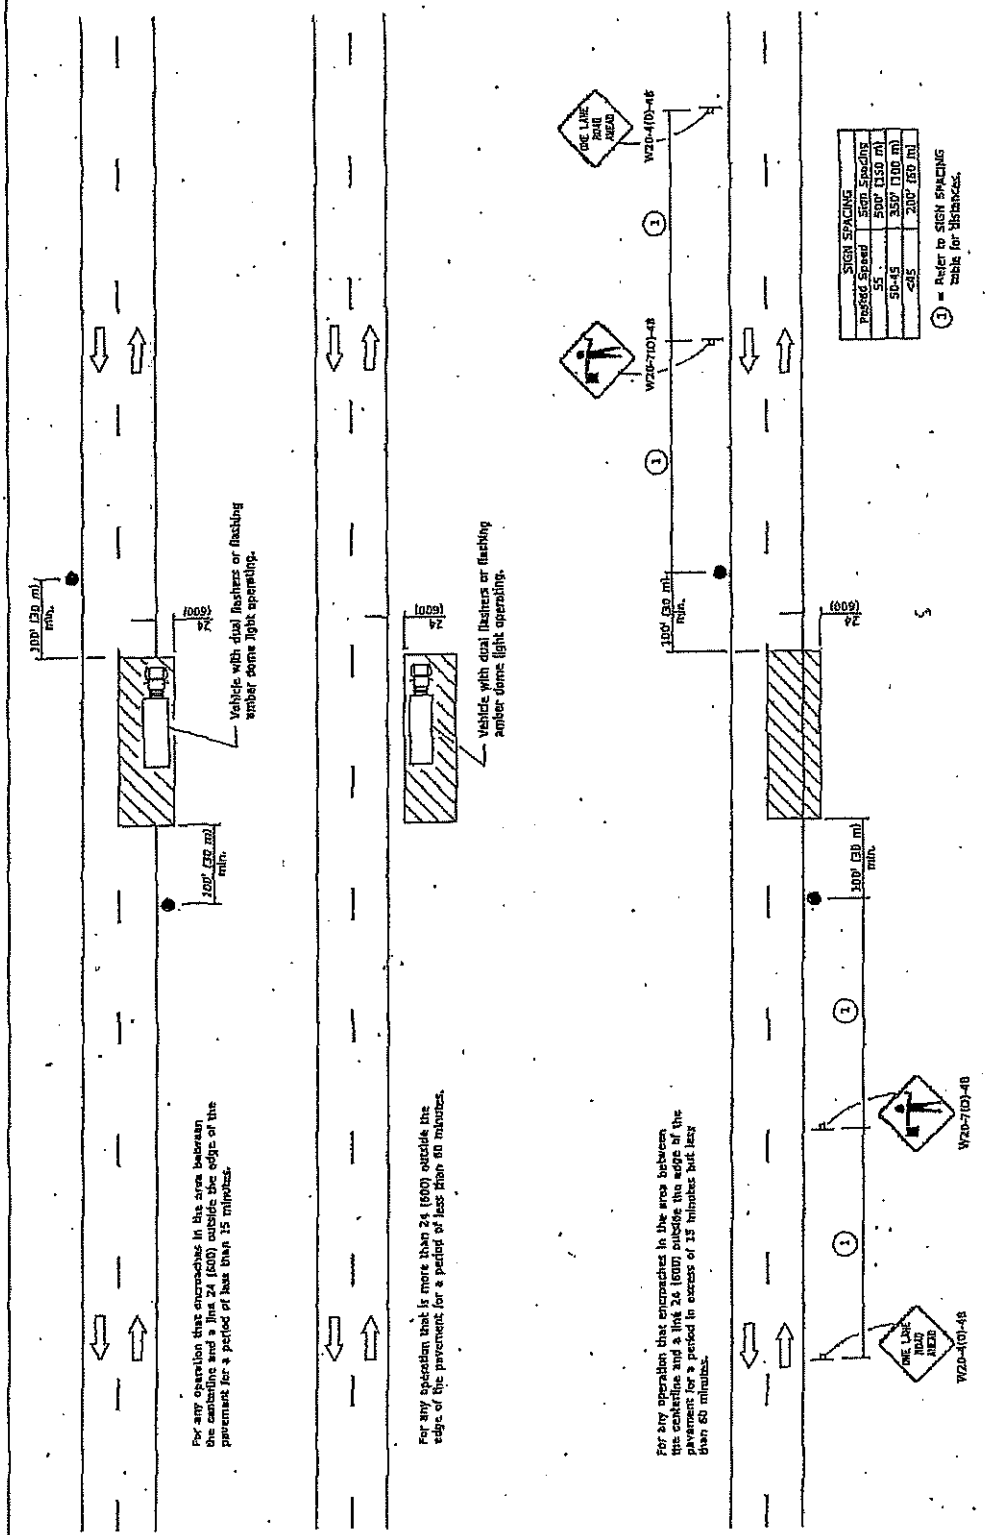 100' (30 m)
min.
24
(600)
Vehicle with dual flashers or flashing
amber dome light operating.
100' (30 m)
min.
For any operation that encroaches in the area between
the centerline and a line 24 (600) outside the edge of the
pavement for a period of less than 15 minutes.
24
(600)
Vehicle with dual flashers or flashing
amber dome light operating.
For any operation that is more than 24 (600) outside the
edge of the pavement for a period of less than 60 minutes.
ONE LANE
ROAD
AHEAD
W20-4(O)-48
1
W20-7(O)-48
1
100' (30 m)
min.
24
(600)
100' (30 m)
min.
1
W20-7(O)-48
1
ONE LANE
ROAD
AHEAD
W20-4(O)-48
For any operation that encroaches in the area between
the centerline and a line 24 (600) outside the edge of the
pavement for a period in excess of 15 minutes but less
than 60 minutes.
SIGN SPACING
Posted Speed Sign Spacing
55 500' (150 m)
50-45 350' (100 m)
<45 200' (60 m)
1 = Refer to SIGN SPACING
table for distances.